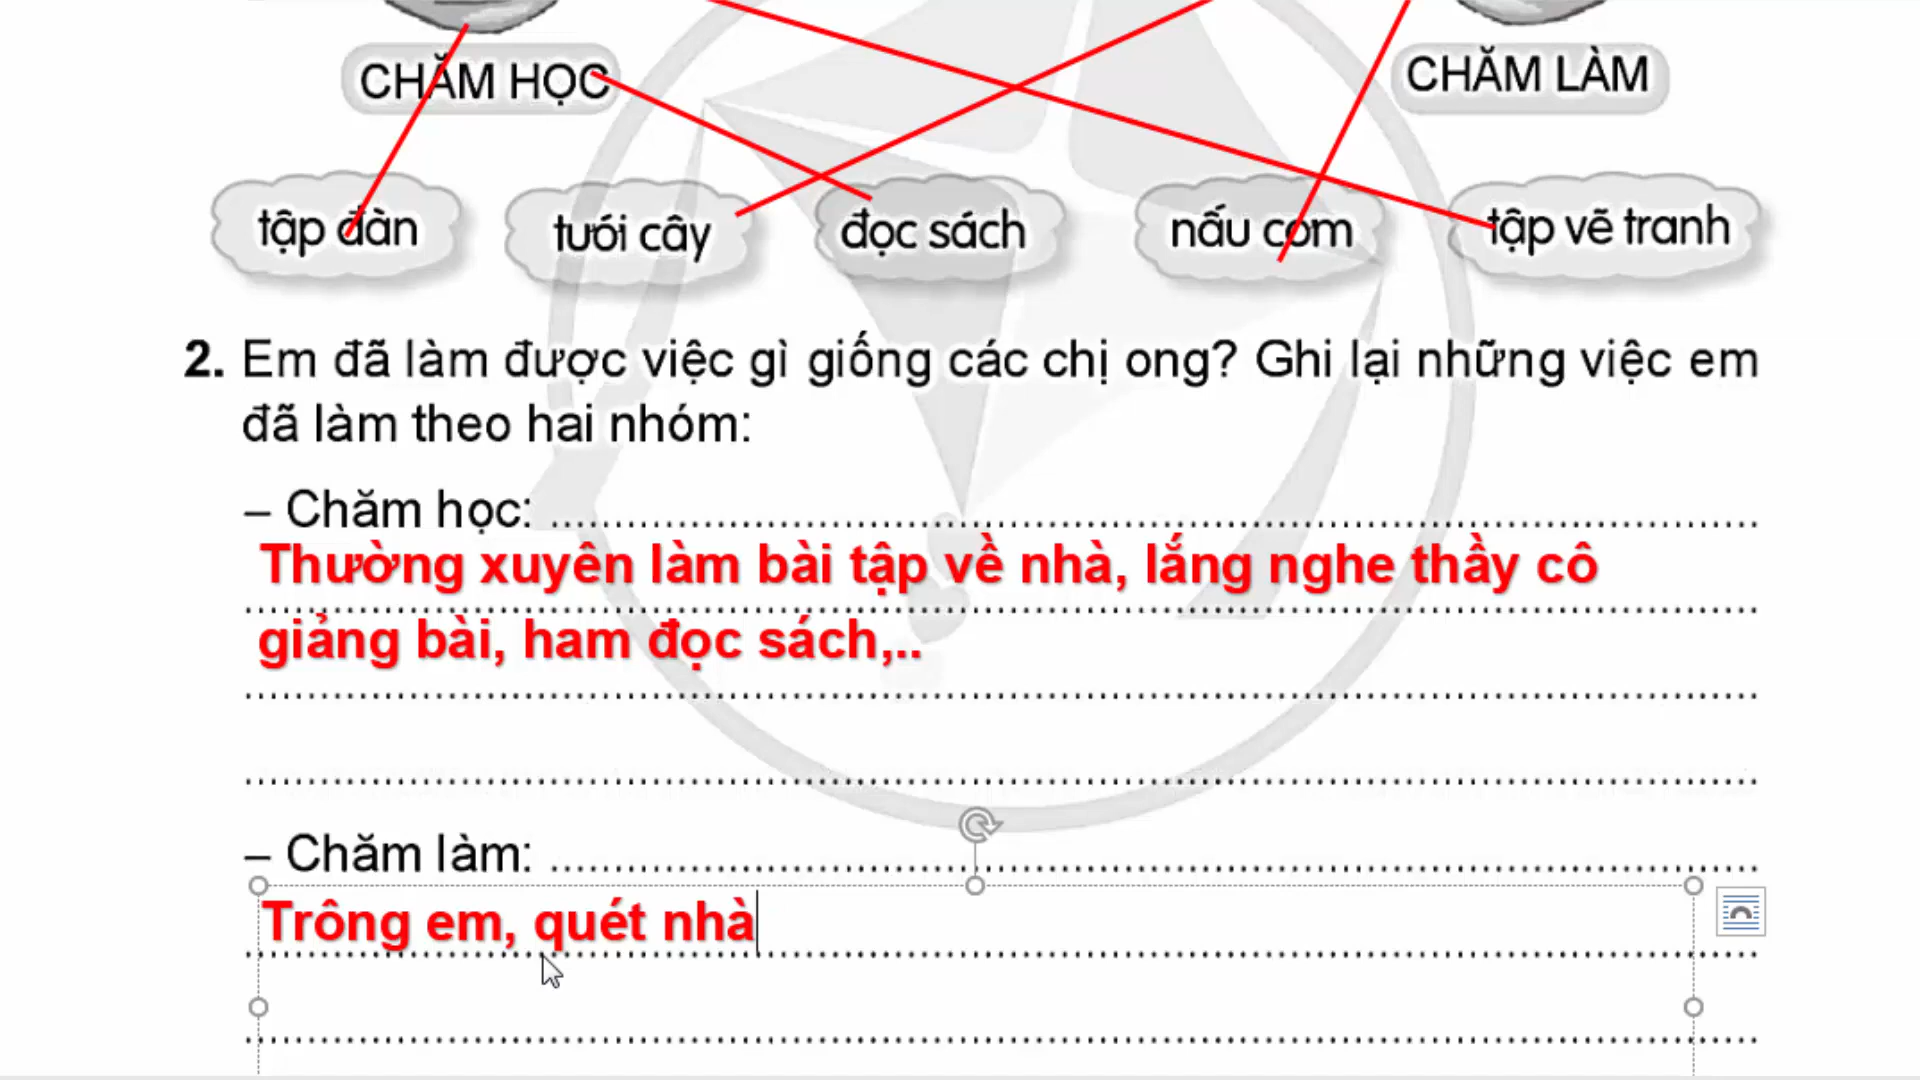 CHĂM HỌC
CHĂM LÀM
tập đàn
tưới cây
đọc sách
nấu cơm
tập vẽ tranh
2. Em đã làm được việc gì giống các chị ong? Ghi lại những việc em
đã làm theo hai nhóm:
– Chăm học:
Thường xuyên làm bài tập về nhà, lắng nghe thầy cô
giảng bài, ham đọc sách,..
– Chăm làm:
Trông em, quét nhà